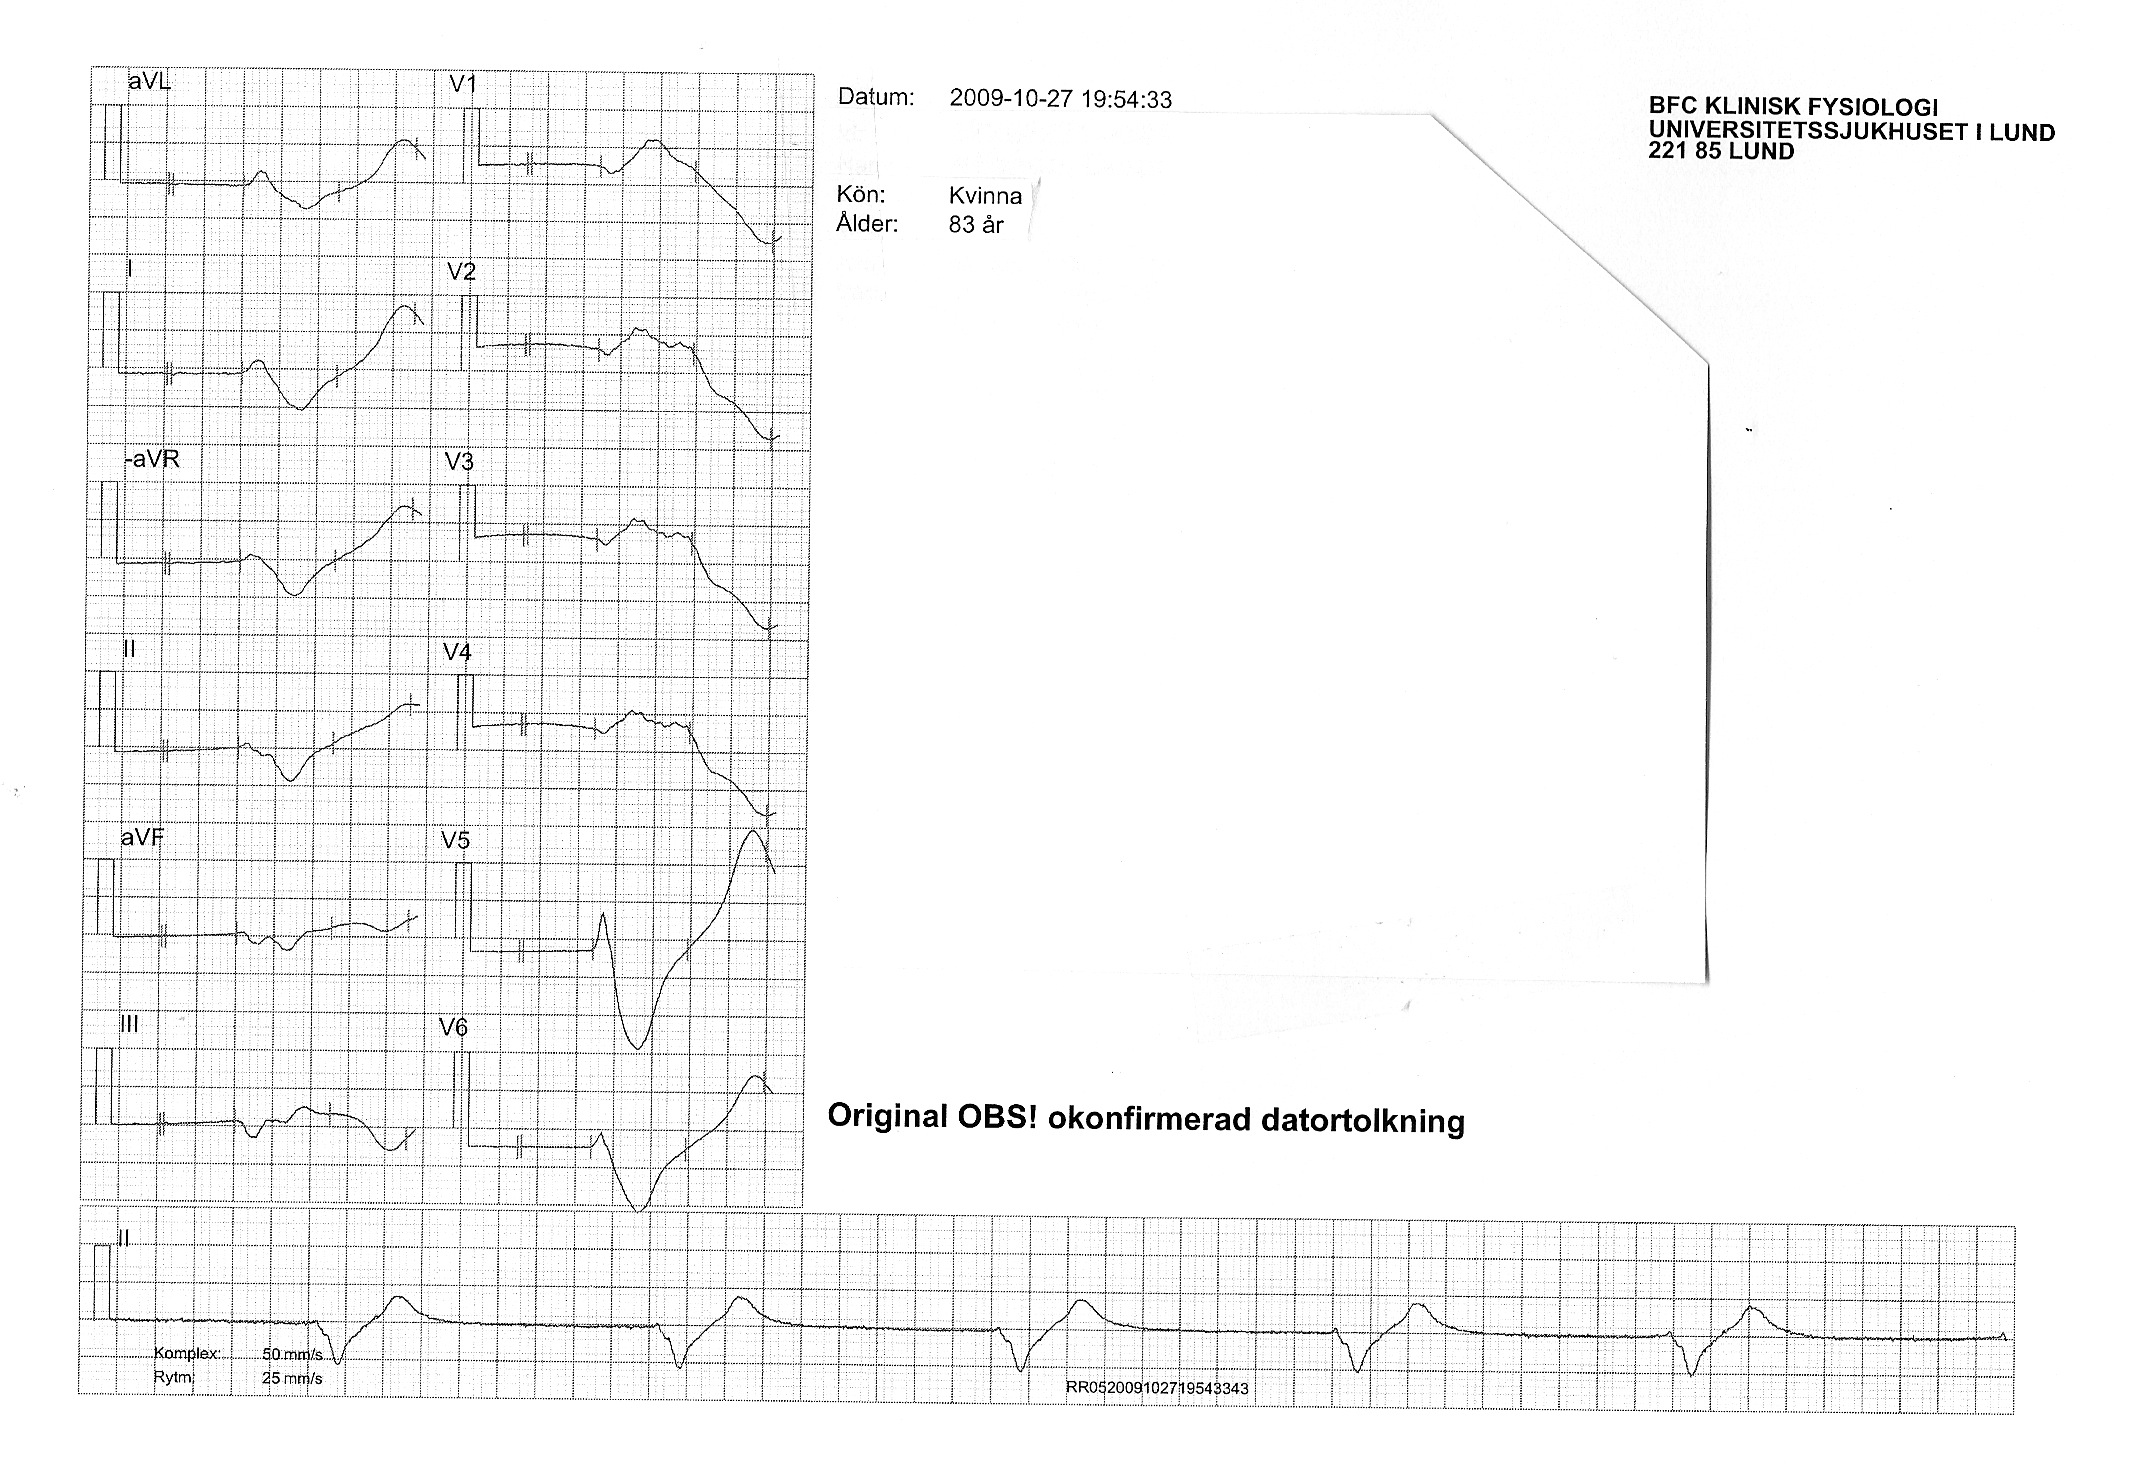 Datum: 2009-10-27 19:54:33
Kön: Kvinna
Ålder: 83 år
BFC KLINISK FYSIOLOGI
UNIVERSITETSSJUKHUSET I LUND
221 85 LUND
aVL
V1
I
V2
-aVR
V3
II
V4
aVF
V5
III
V6
Original OBS! okonfirmerad datortolkning
II
Komplex: 50 mm/s
Rytm: 25 mm/s
RR052009102719543343